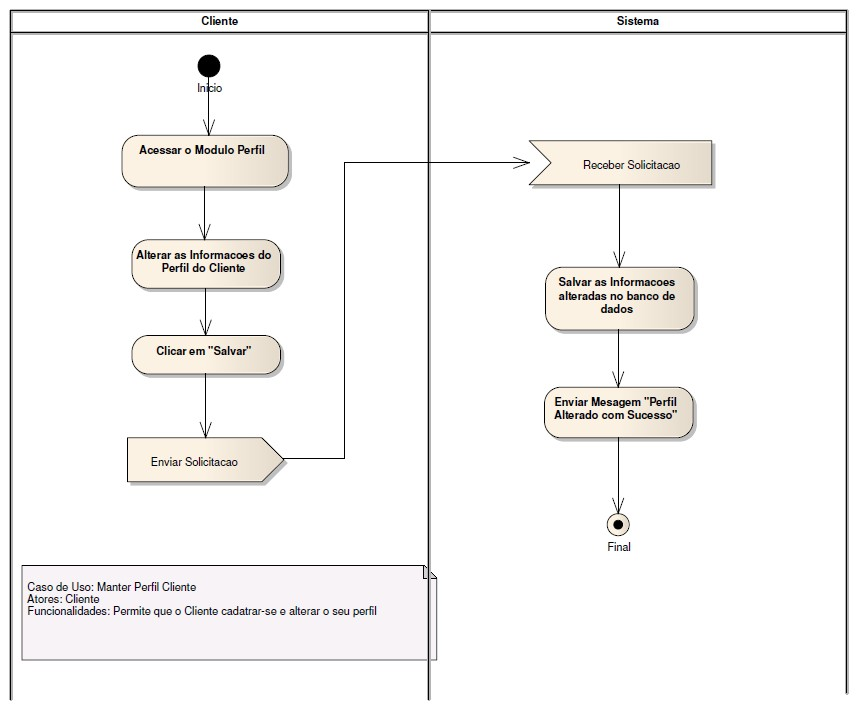 Cliente
Sistema
Início
Acessar o Modulo Perfil
Alterar as Informacoes do
Perfil do Cliente
Clicar em "Salvar"
Enviar Solicitacao
Receber Solicitacao
Salvar as Informacoes
alteradas no banco de
dados
Enviar Mesagem "Perfil
Alterado com Sucesso"
Final
Caso de Uso: Manter Perfil Cliente
Atores: Cliente
Funcionalidades: Permite que o Cliente cadatrar-se e alterar o seu perfil